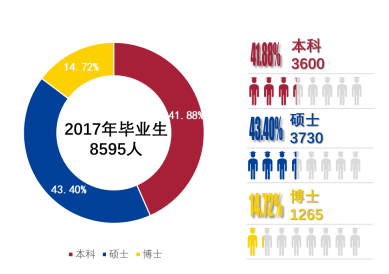 14.72%
41.88%
43.40%
2017年毕业生
8595人
本科 硕士 博士
41.88% 本科
3600
43.40% 硕士
3730
14.72% 博士
1265